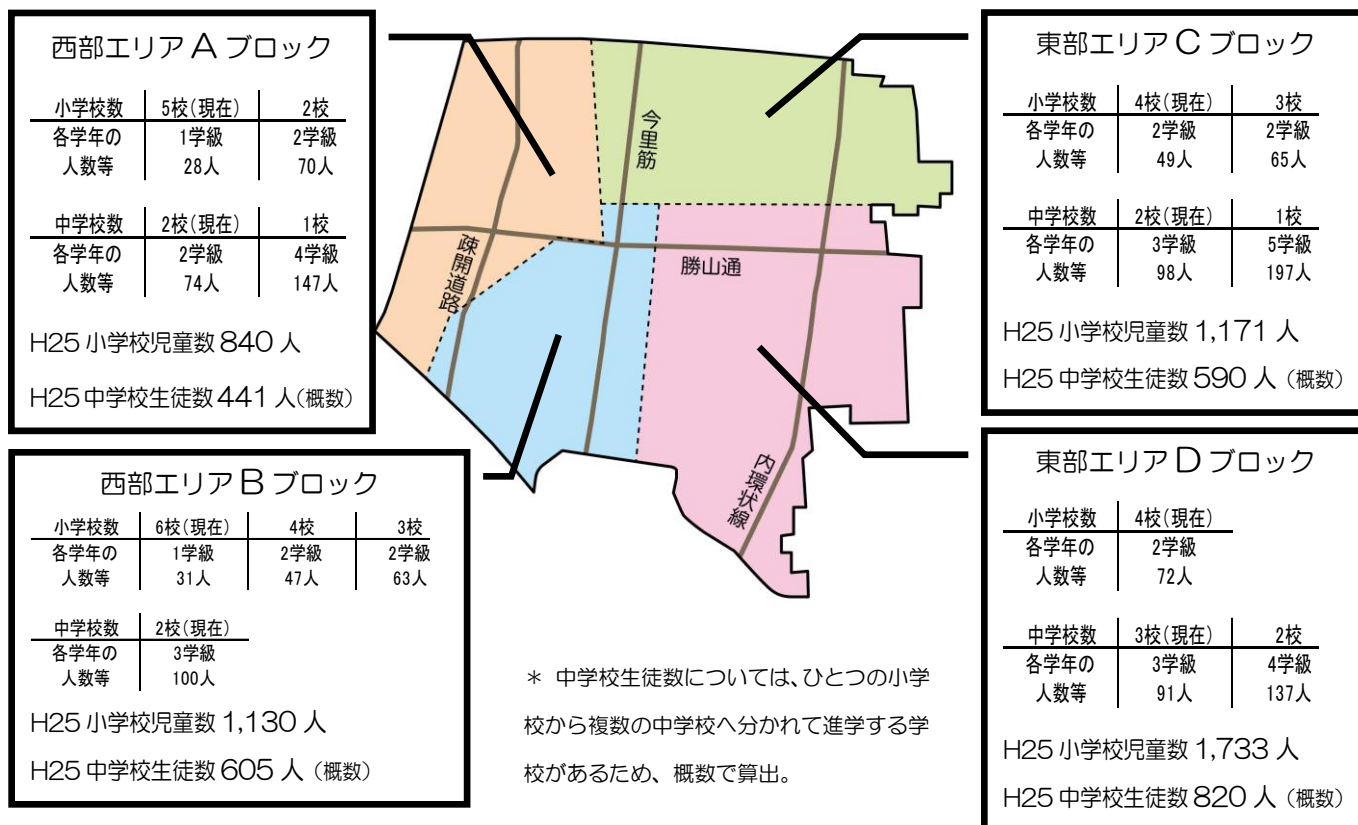 西部エリア A ブロック
小学校数 5校(現在) 2校
各学年の 1学級 2学級
人数等 28人 70人
中学校数 2校(現在) 1校
各学年の 2学級 4学級
人数等 74人 147人
H25 小学校児童数 840 人
H25 中学校生徒数 441 人(概数)
西部エリア B ブロック
小学校数 6校(現在) 4校 3校
各学年の 1学級 2学級 2学級
人数等 31人 47人 63人
中学校数 2校(現在)
各学年の 3学級
人数等 100人
H25 小学校児童数 1,130 人
H25 中学校生徒数 605 人 (概数)
今里筋
疎開道路
勝山通
内環状線
* 中学校生徒数については、ひとつの小学
校から複数の中学校へ分かれて進学する学
校があるため、概数で算出。
東部エリア C ブロック
小学校数 4校(現在) 3校
各学年の 2学級 2学級
人数等 49人 65人
中学校数 2校(現在) 1校
各学年の 3学級 5学級
人数等 98人 197人
H25 小学校児童数 1,171 人
H25 中学校生徒数 590 人 (概数)
東部エリア D ブロック
小学校数 4校(現在)
各学年の 2学級
人数等 72人
中学校数 3校(現在) 2校
各学年の 3学級 4学級
人数等 91人 137人
H25 小学校児童数 1,733 人
H25 中学校生徒数 820 人 (概数)